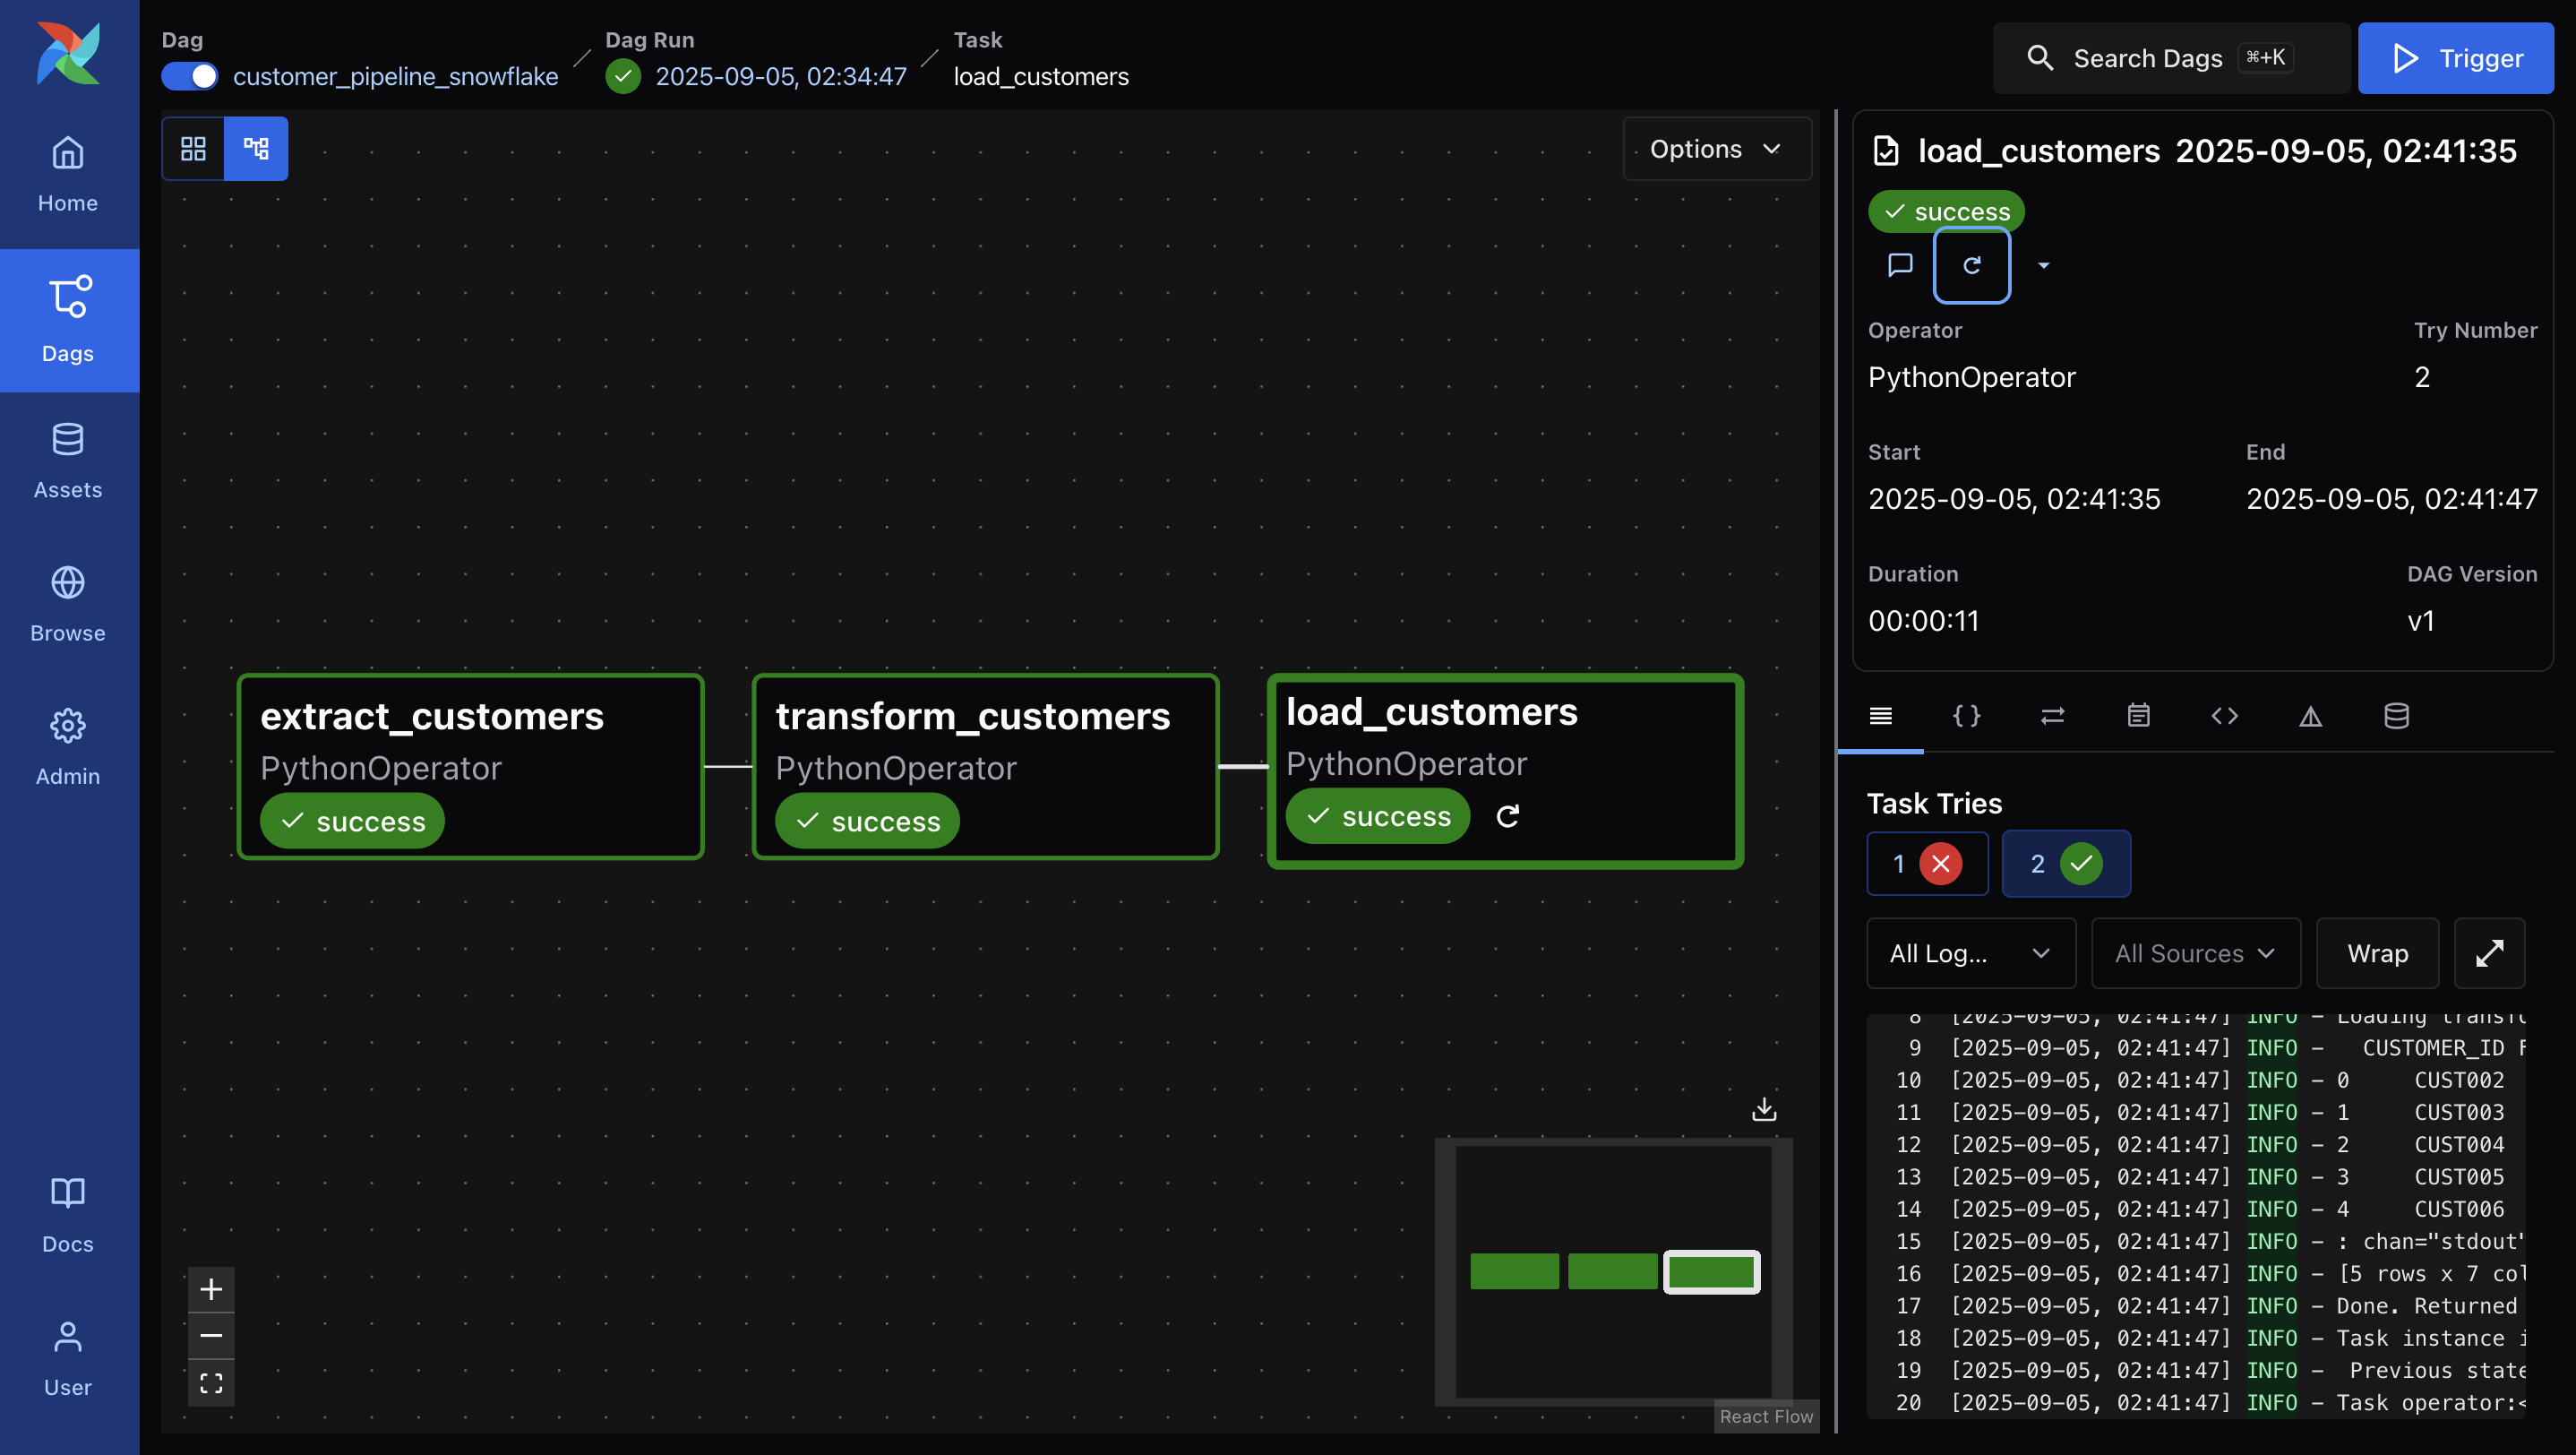 Dag
customer_pipeline_snowflake
Dag Run
2025-09-05, 02:34:47
Task
load_customers
Search Dags ⌘+K
Trigger
Home
Dags
Assets
Browse
Admin
Docs
User
Options
extract_customers
PythonOperator
success
transform_customers
PythonOperator
success
load_customers
PythonOperator
success
React Flow
load_customers 2025-09-05, 02:41:35
success
Operator Try Number
PythonOperator 2
Start End
2025-09-05, 02:41:35 2025-09-05, 02:41:47
Duration DAG Version
00:00:11 v1
Task Tries
1 2
All Log... All Sources Wrap
8 [2025-09-05, 02:41:47] INFO - Loading
9 [2025-09-05, 02:41:47] INFO - CUSTOMER_ID
10 [2025-09-05, 02:41:47] INFO - 0 CUST002
11 [2025-09-05, 02:41:47] INFO - 1 CUST003
12 [2025-09-05, 02:41:47] INFO - 2 CUST004
13 [2025-09-05, 02:41:47] INFO - 3 CUST005
14 [2025-09-05, 02:41:47] INFO - 4 CUST006
15 [2025-09-05, 02:41:47] INFO - : chan="stdout"
16 [2025-09-05, 02:41:47] INFO - [5 rows x 7 col
17 [2025-09-05, 02:41:47] INFO - Done. Returned
18 [2025-09-05, 02:41:47] INFO - Task instance i
19 [2025-09-05, 02:41:47] INFO - Previous state
20 [2025-09-05, 02:41:47] INFO - Task operator:<